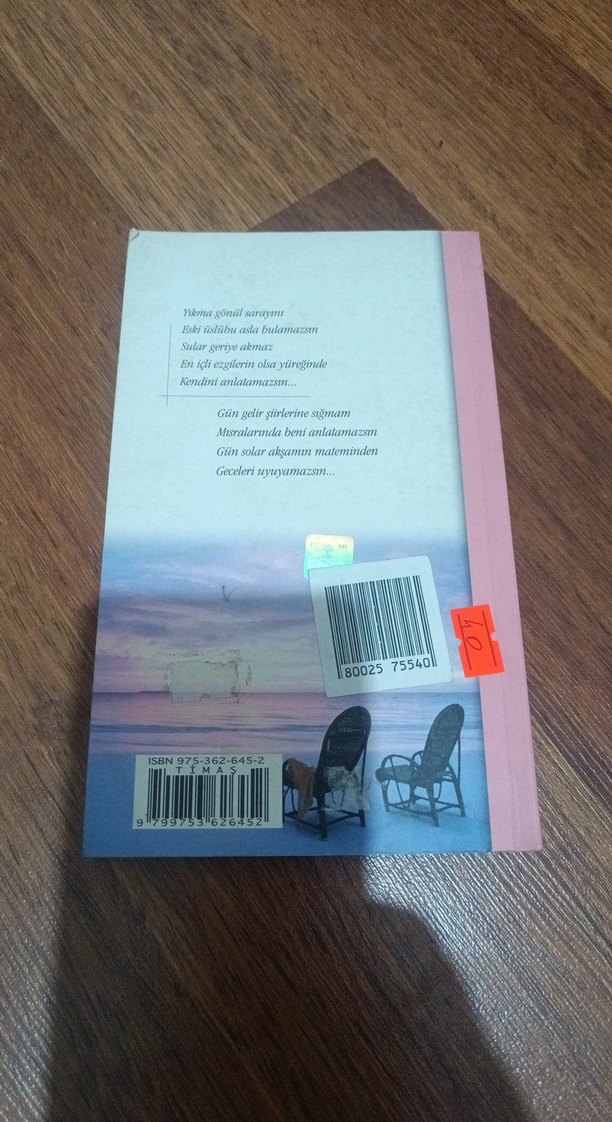 Yıkma gönül sarayını
Eski üslûbu asla bulamazsın
Sular geriye akmaz
En içli ezgilerin olsa yüreğinde
Kendini anlatamazsın...
Gün gelir şiirlerine sığmam
Mısralarında beni anlatamazsın
Gün solar akşamın mateminden
Geceleri uyuyamazsın...
80025 75540
40
ISBN 975-362-645-2
TİMAŞ
9 799753 626452